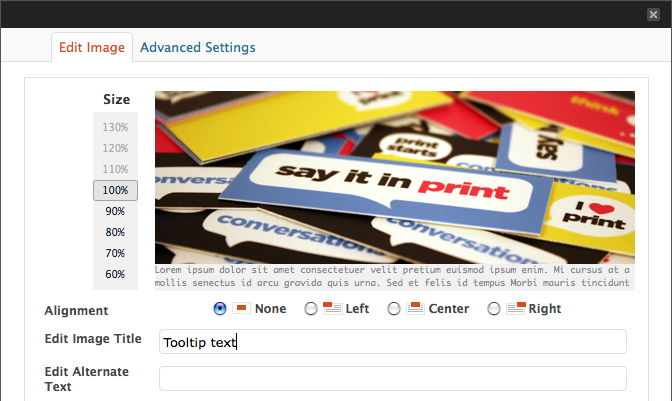 Edit Image Advanced Settings
Size
130%
120%
110%
100%
90%
80%
70%
60%
think
print
starts
say it in print
I
print
conversations
conversation
Lorem ipsum dolor sit amet consectetuer velit pretium euismod ipsum enim. Mi cursus at a
mollis senectus id arcu gravida quis urna. Sed et felis id tempus Morbi mauris tincidunt
Alignment None Left Center Right
Edit Image Title Tooltip text
Edit Alternate
Text